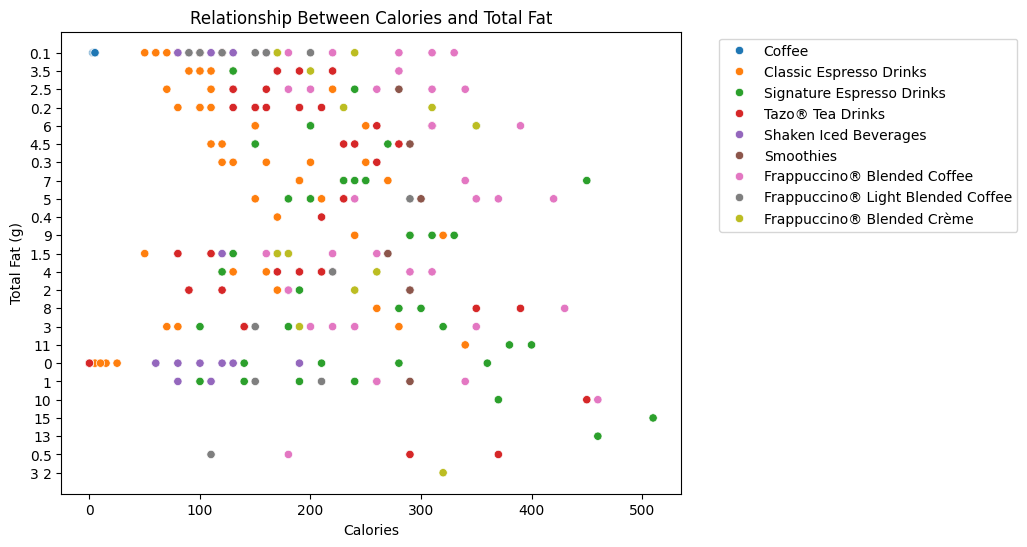 Relationship Between Calories and Total Fat
Total Fat (g)
0.1
3.5
2.5
0.2
6
4.5
0.3
7
5
0.4
9
1.5
4
2
8
3
11
0
1
10
15
13
0.5
3 2
0 100 200 300 400 500
Calories
Coffee
Classic Espresso Drinks
Signature Espresso Drinks
Tazo® Tea Drinks
Shaken Iced Beverages
Smoothies
Frappuccino® Blended Coffee
Frappuccino® Light Blended Coffee
Frappuccino® Blended Crème